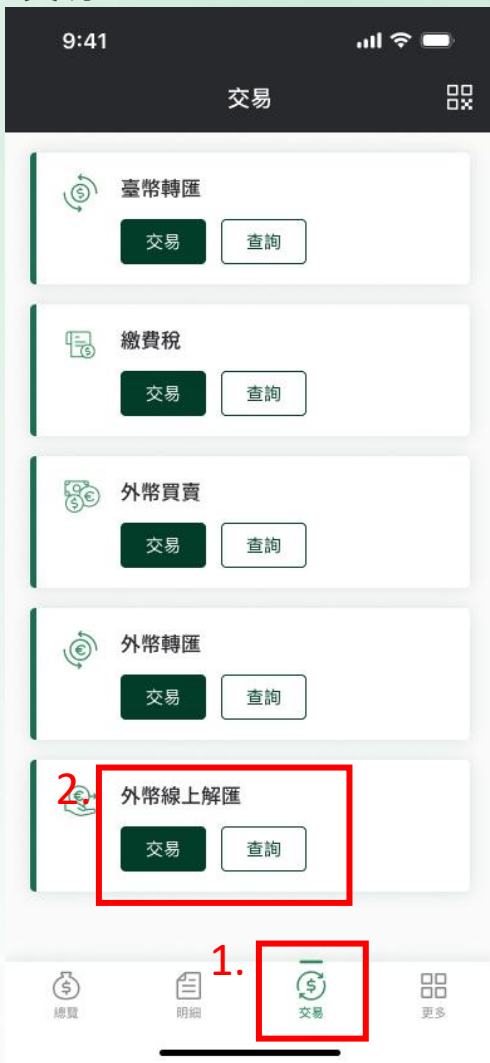 9:41
交易
臺幣轉匯
交易 查詢
繳費稅
交易 查詢
外幣買賣
交易 查詢
外幣轉匯
交易 查詢
2.
外幣線上解匯
交易 查詢
1.
總覽 明細 交易 更多